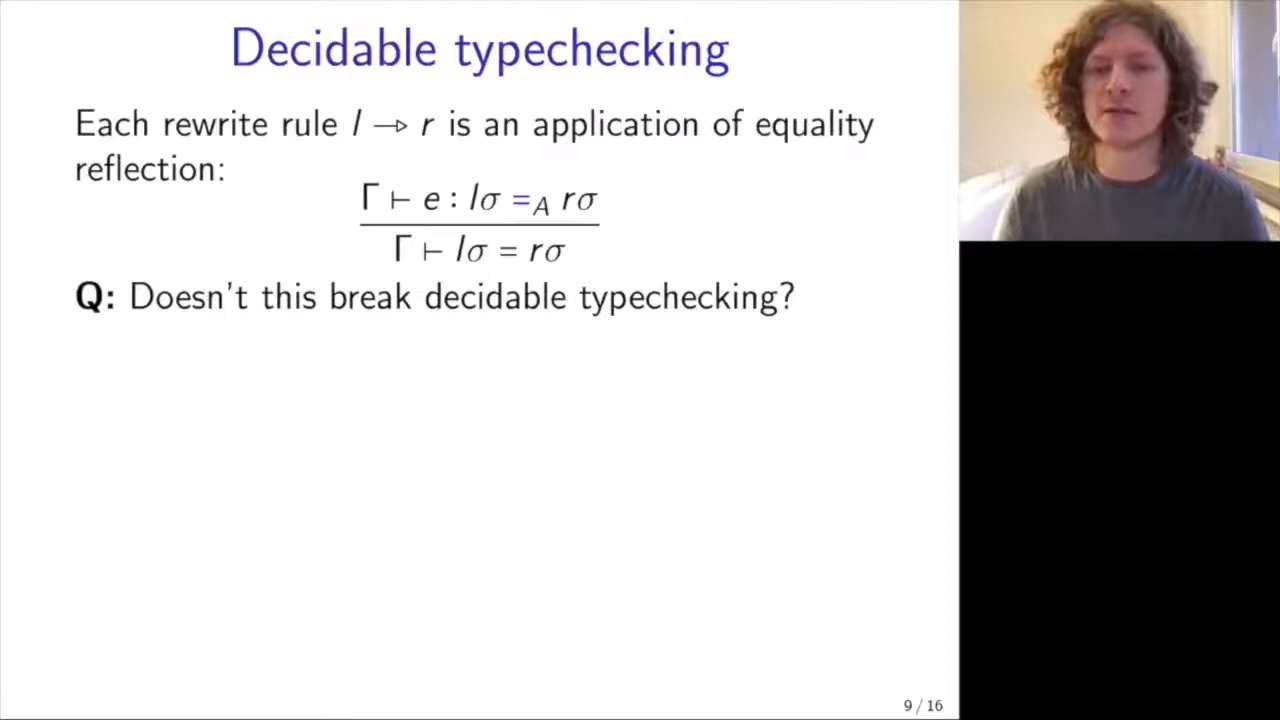 Decidable typechecking
Each rewrite rule l ⇾ r is an application of equality
reflection:
Γ ⊢ e : lσ =_A rσ
Γ ⊢ lσ = rσ
Q: Doesn't this break decidable typechecking?
9 / 16